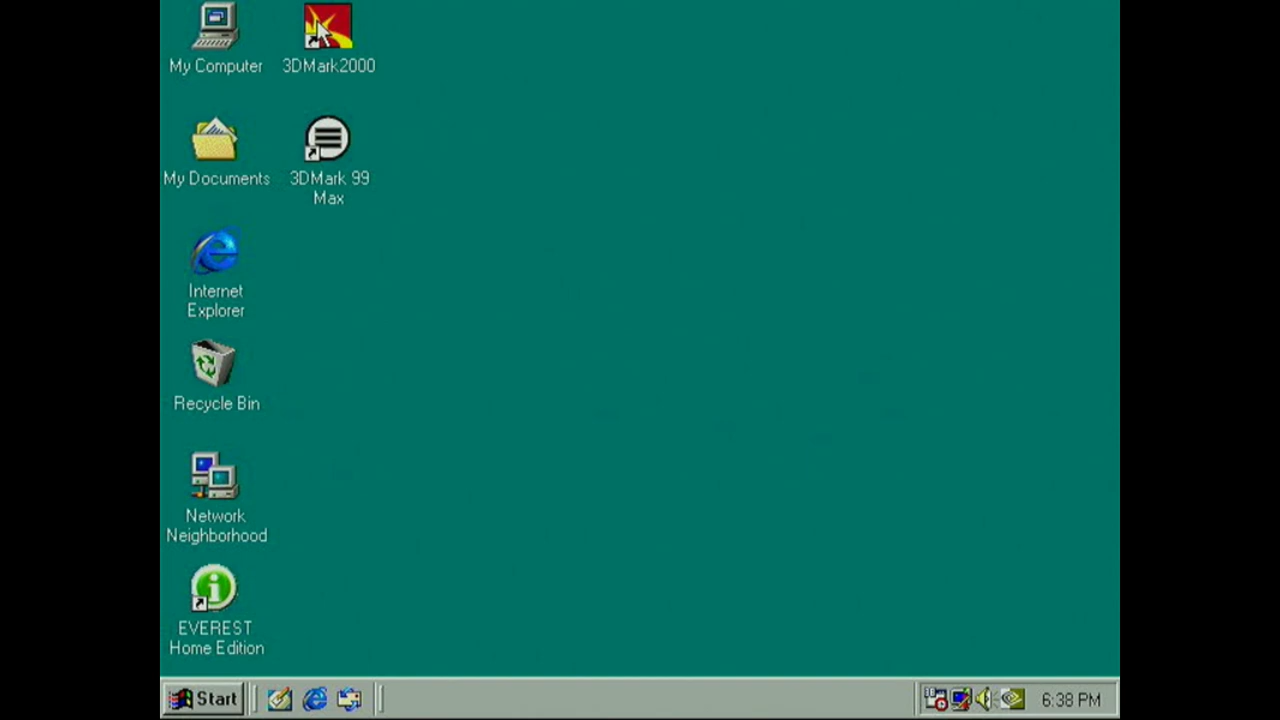 My Computer
3DMark2000
My Documents
3DMark 99
Max
Internet
Explorer
Recycle Bin
Network
Neighborhood
EVEREST
Home Edition
Start
6:38 PM